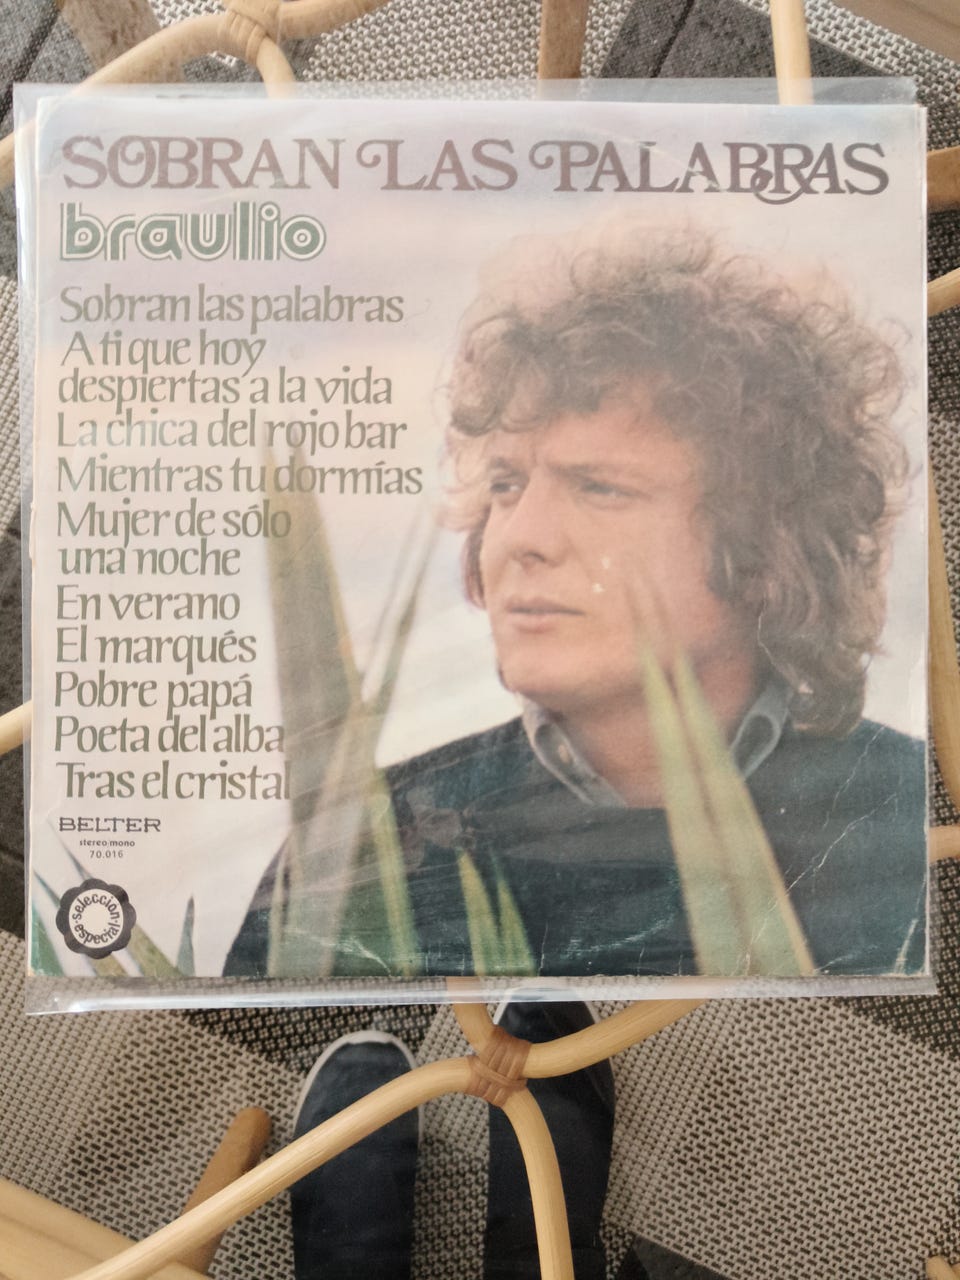 SOBRAN LAS PALABRAS
braulio
Sobran las palabras
A ti que hoy
despiertas a la vida
La chica del rojo bar
Mientras tu dormías
Mujer de sólo
una noche
En verano
El marqués
Pobre papá
Poeta del alba
Tras el cristal
BELTER
stereo/mono
70.016
selección
especial